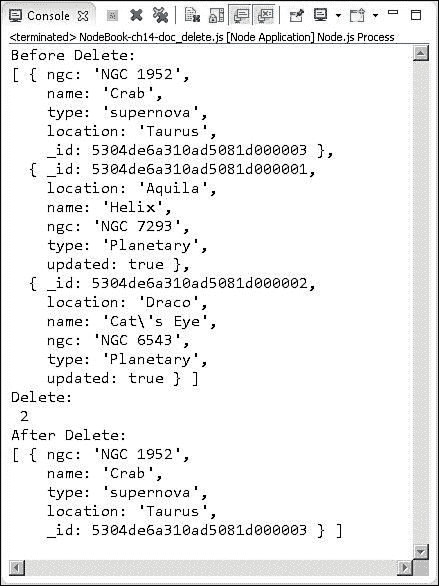 Console
<terminated> NodeBook-ch14-doc_delete.js [Node Application] Node.js Process
Before Delete:
[ { ngc: 'NGC 1952',
name: 'Crab',
type: 'supernova',
location: 'Taurus',
_id: 5304de6a310ad5081d000003 },
{ _id: 5304de6a310ad5081d000001,
location: 'Aquila',
name: 'Helix',
ngc: 'NGC 7293',
type: 'Planetary',
updated: true },
{ _id: 5304de6a310ad5081d000002,
location: 'Draco',
name: 'Cat\'s Eye',
ngc: 'NGC 6543',
type: 'Planetary',
updated: true } ]
Delete:
2
After Delete:
[ { ngc: 'NGC 1952',
name: 'Crab',
type: 'supernova',
location: 'Taurus',
_id: 5304de6a310ad5081d000003 } ]